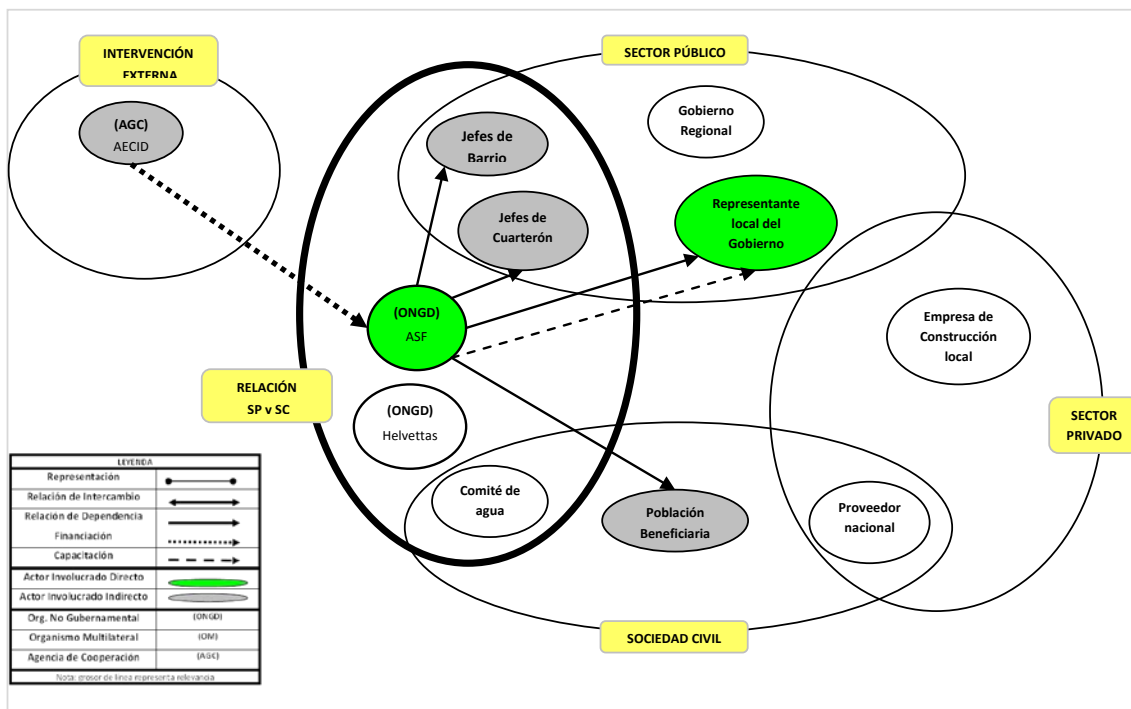 INTERVENCIÓN
EXTERNA
(AGC)
AECID
SECTOR PÚBLICO
Gobierno
Regional
Jefes de
Barrio
Jefes de
Cuarterón
Representante
local del
Gobierno
(ONGD)
ASF
Empresa de
Construcción
local
RELACIÓN
SP y SC
(ONGD)
Helvettas
SECTOR
PRIVADO
Comité de
agua
Población
Beneficiaria
Proveedor
nacional
SOCIEDAD CIVIL
LEYENDA
Representación
Relación de Intercambio
Relación de Dependencia
Financiación
Capacitación
Actor Involucrado Directo
Actor Involucrado Indirecto
Org. No Gubernamental (ONGD)
Organismo Multilateral (OM)
Agencia de Cooperación (AGC)
Nota: grosor de linea representa relevancia